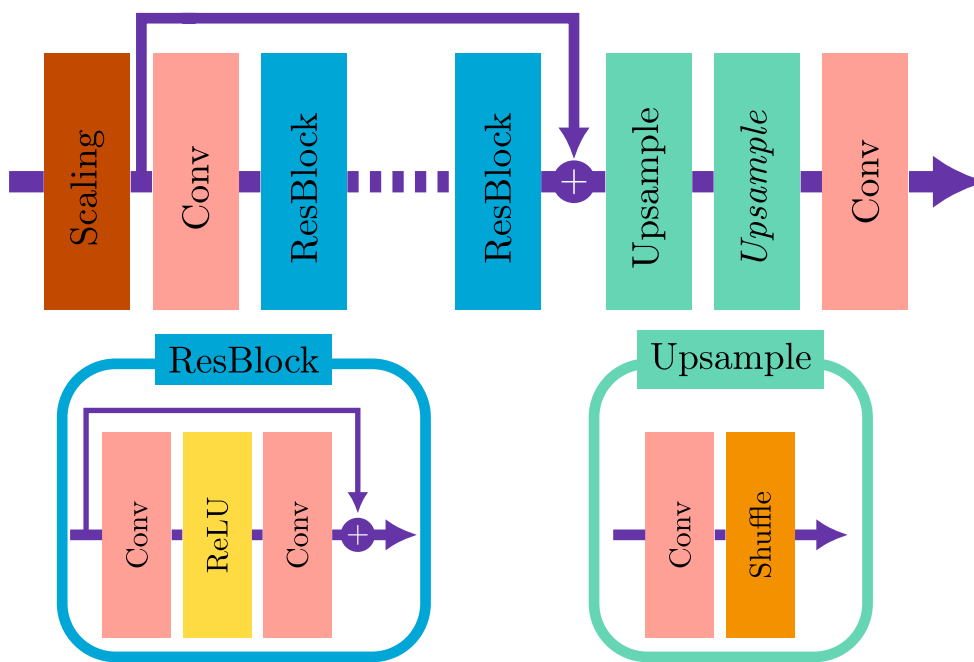 Scaling
Conv
ResBlock
ResBlock
+
Upsample
Upsample
Conv
ResBlock
Conv
ReLU
Conv
+
Upsample
Conv
Shuffle